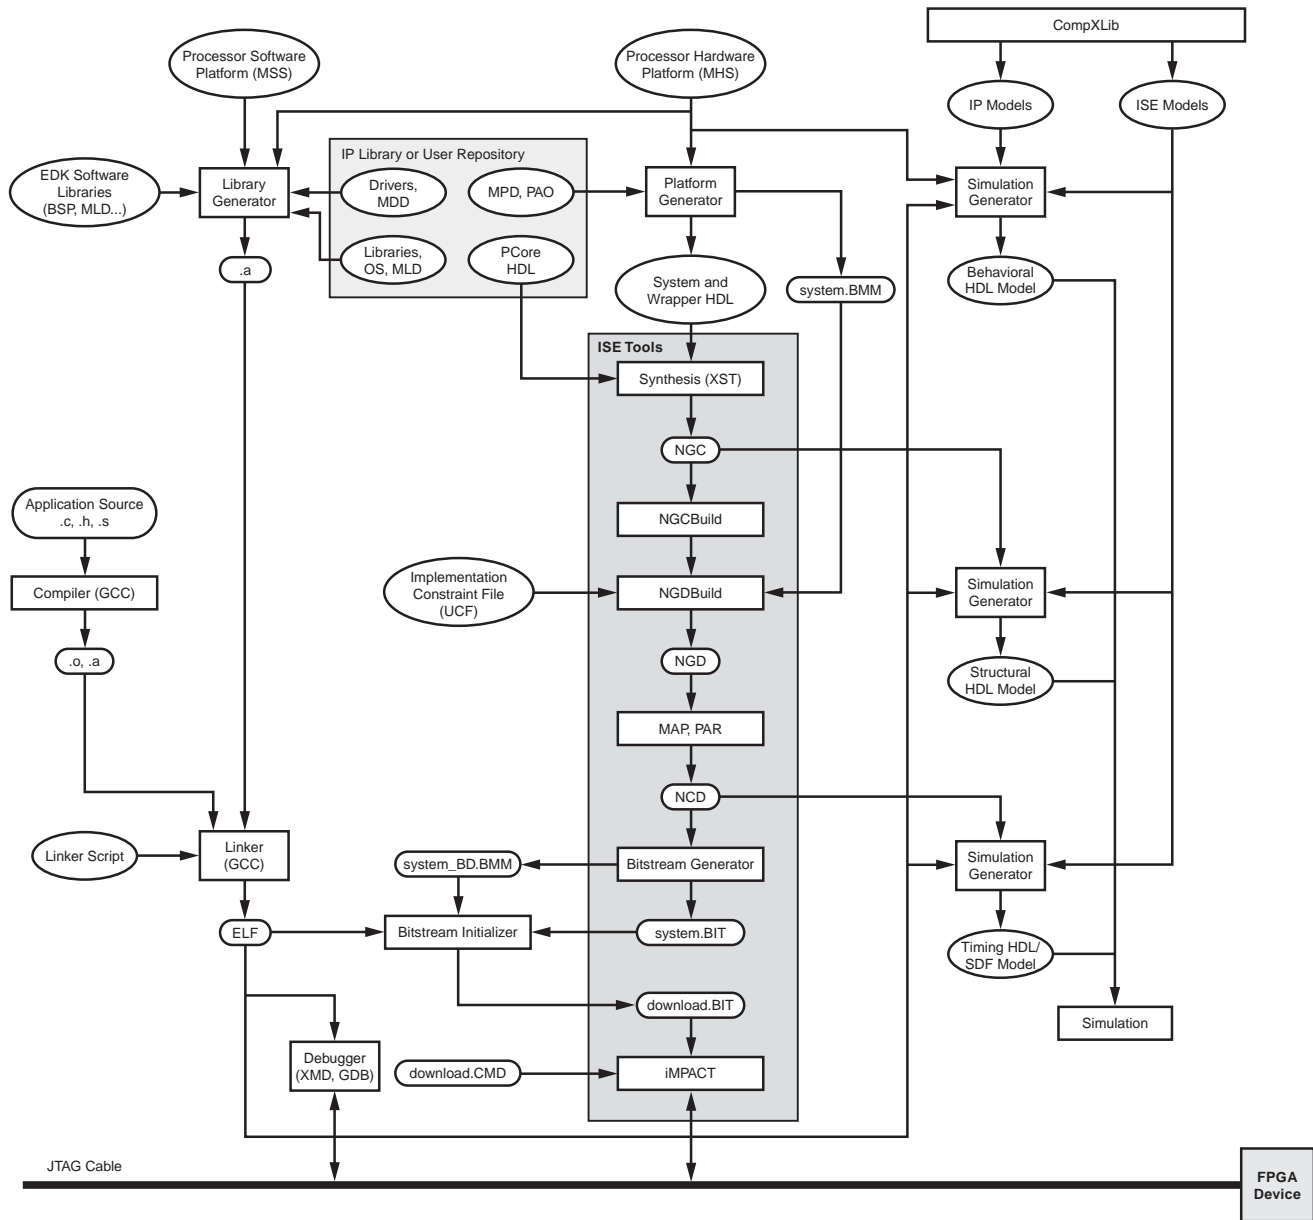 CompXLib
Processor Software
Platform (MSS)
Processor Hardware
Platform (MHS)
IP Models
ISE Models
IP Library or User Repository
EDK Software
Libraries
(BSP, MLD...)
Library
Generator
Drivers,
MDD
MPD, PAO
Platform
Generator
Simulation
Generator
.a
Libraries,
OS, MLD
PCore
HDL
System and
Wrapper HDL
system.BMM
Behavioral
HDL Model
ISE Tools
Synthesis (XST)
NGC
Application Source
.c, .h, .s
NGCBuild
Compiler (GCC)
Implementation
Constraint File
(UCF)
NGDBuild
Simulation
Generator
.o, .a
NGD
Structural
HDL Model
MAP, PAR
NCD
Linker Script
Linker
(GCC)
system_BD.BMM
Bitstream Generator
Simulation
Generator
ELF
Bitstream Initializer
system.BIT
Timing HDL/
SDF Model
download.BIT
Simulation
Debugger
(XMD, GDB)
download.CMD
iMPACT
JTAG Cable
FPGA
Device